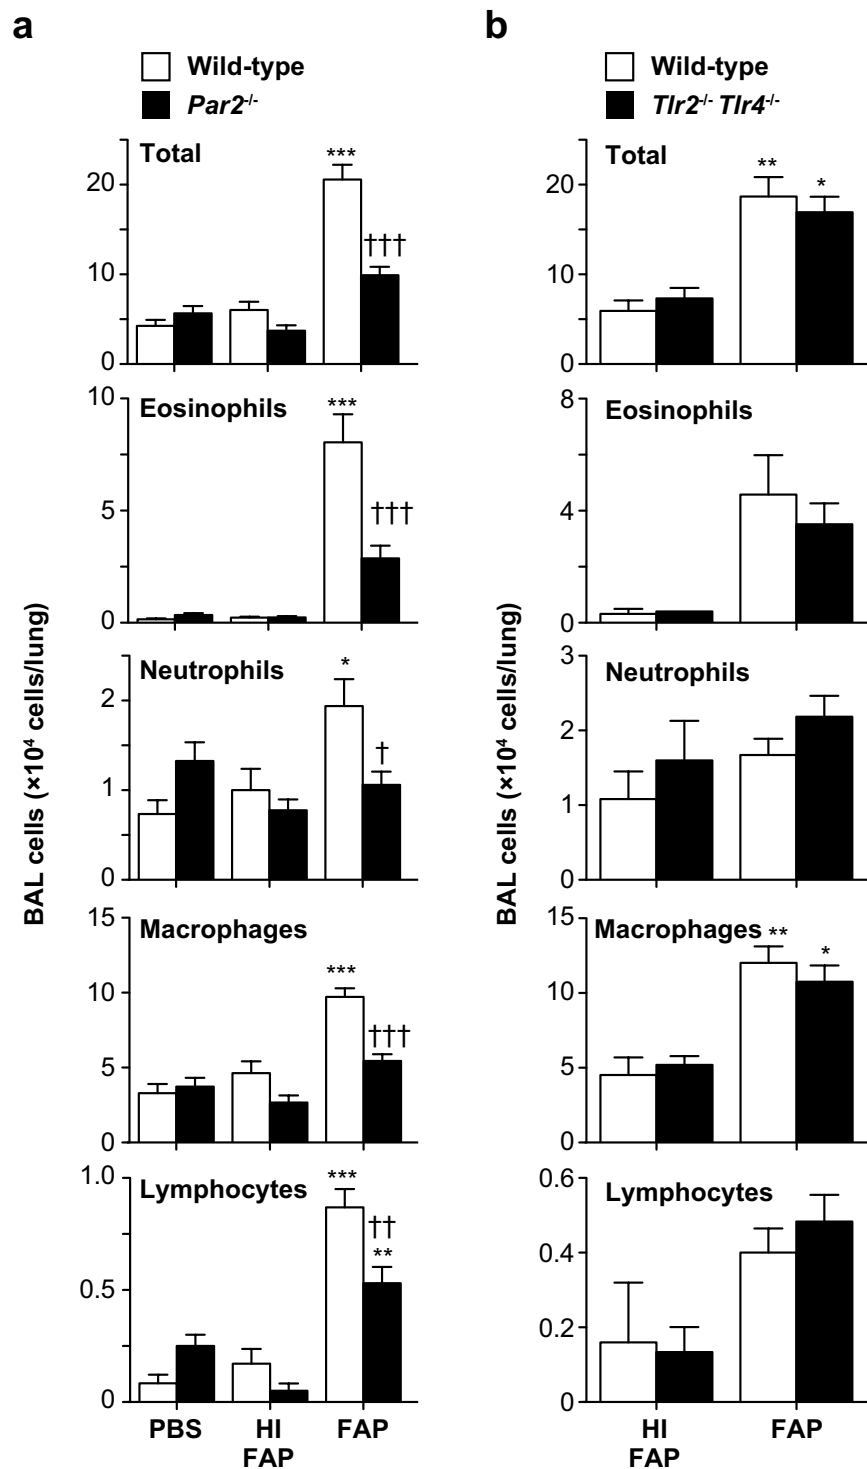 a
Wild-type
Par2-/-
BAL cells (×10⁴ cells/lung)
Total
20
10
0
***
†††
Eosinophils
10
5
0
***
†††
Neutrophils
2
1
0
*
†
Macrophages
15
10
5
0
***
†††
Lymphocytes
1.0
0.5
0
***
††
**
PBS
HI
FAP
FAP
b
Wild-type
Tlr2-/- Tlr4-/-
BAL cells (×10⁴ cells/lung)
Total
20
10
0
**
*
Eosinophils
8
4
0
Neutrophils
3
2
1
0
Macrophages
15
10
5
0
**
*
Lymphocytes
0.6
0.4
0.2
0
HI
FAP
FAP